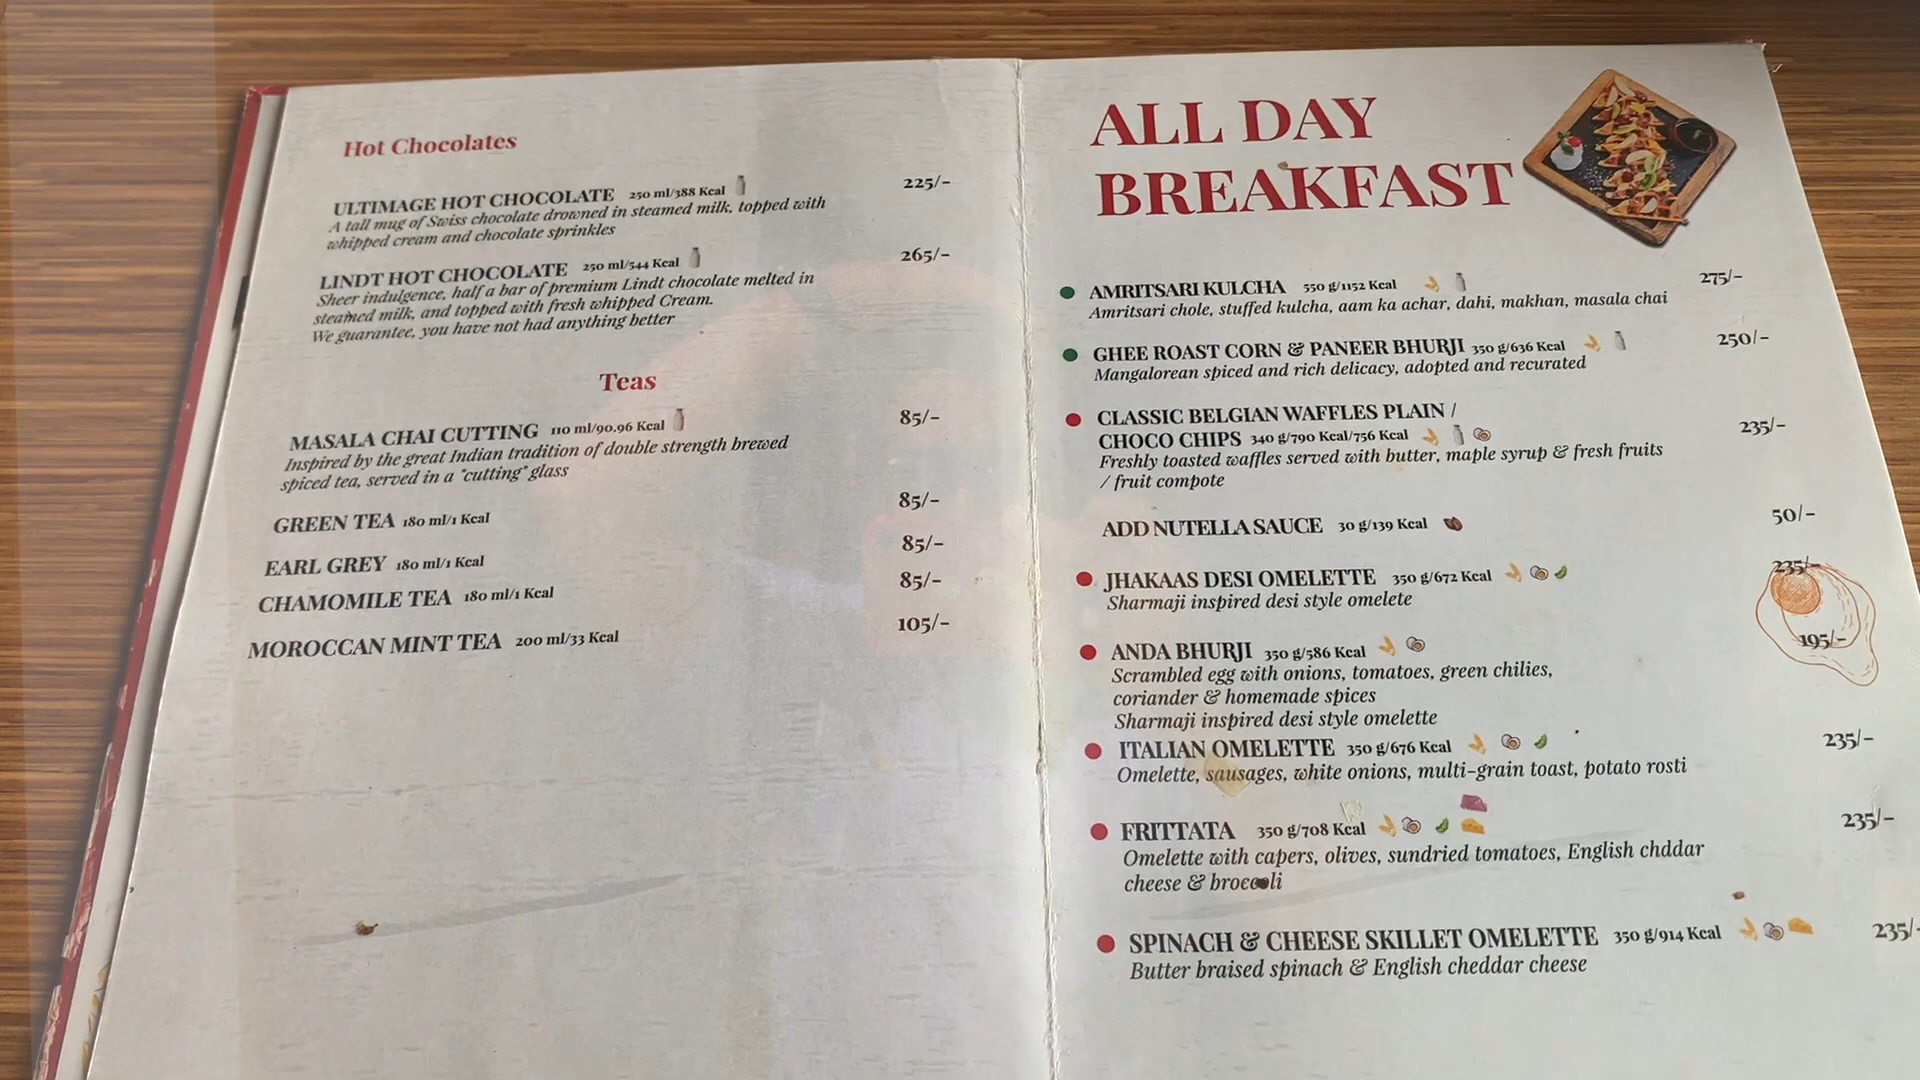 Hot Chocolates
ULTIMAGE HOT CHOCOLATE 250 ml/388 Kcal 225/-
A tall mug of Swiss chocolate drowned in steamed milk, topped with
whipped cream and chocolate sprinkles
LINDT HOT CHOCOLATE 250 ml/544 Kcal 265/-
Sheer indulgence, half a bar of premium Lindt chocolate melted in
steamed milk, and topped with fresh whipped Cream.
We guarantee, you have not had anything better
Teas
MASALA CHAI CUTTING 110 ml/90.96 Kcal 85/-
Inspired by the great Indian tradition of double strength brewed
spiced tea, served in a "cutting" glass
GREEN TEA 180 ml/1 Kcal 85/-
EARL GREY 180 ml/1 Kcal 85/-
CHAMOMILE TEA 180 ml/1 Kcal 85/-
MOROCCAN MINT TEA 200 ml/33 Kcal 105/-
ALL DAY
BREAKFAST
AMRITSARI KULCHA 550 g/1152 Kcal 275/-
Amritsari chole, stuffed kulcha, aam ka achar, dahi, makhan, masala chai
GHEE ROAST CORN & PANEER BHURJI 350 g/636 Kcal 250/-
Mangalorean spiced and rich delicacy, adopted and recurated
CLASSIC BELGIAN WAFFLES PLAIN /
CHOCO CHIPS 340 g/790 Kcal/756 Kcal 235/-
Freshly toasted waffles served with butter, maple syrup & fresh fruits
/ fruit compote
ADD NUTELLA SAUCE 30 g/139 Kcal 50/-
JHAKAAS DESI OMELETTE 350 g/672 Kcal 235/-
Sharmaji inspired desi style omelete
ANDA BHURJI 350 g/586 Kcal 195/-
Scrambled egg with onions, tomatoes, green chilies,
coriander & homemade spices
Sharmaji inspired desi style omelette
ITALIAN OMELETTE 350 g/676 Kcal 235/-
Omelette, sausages, white onions, multi-grain toast, potato rosti
FRITTATA 350 g/708 Kcal 235/-
Omelette with capers, olives, sundried tomatoes, English chddar
cheese & broccoli
SPINACH & CHEESE SKILLET OMELETTE 350 g/914 Kcal 235/-
Butter braised spinach & English cheddar cheese